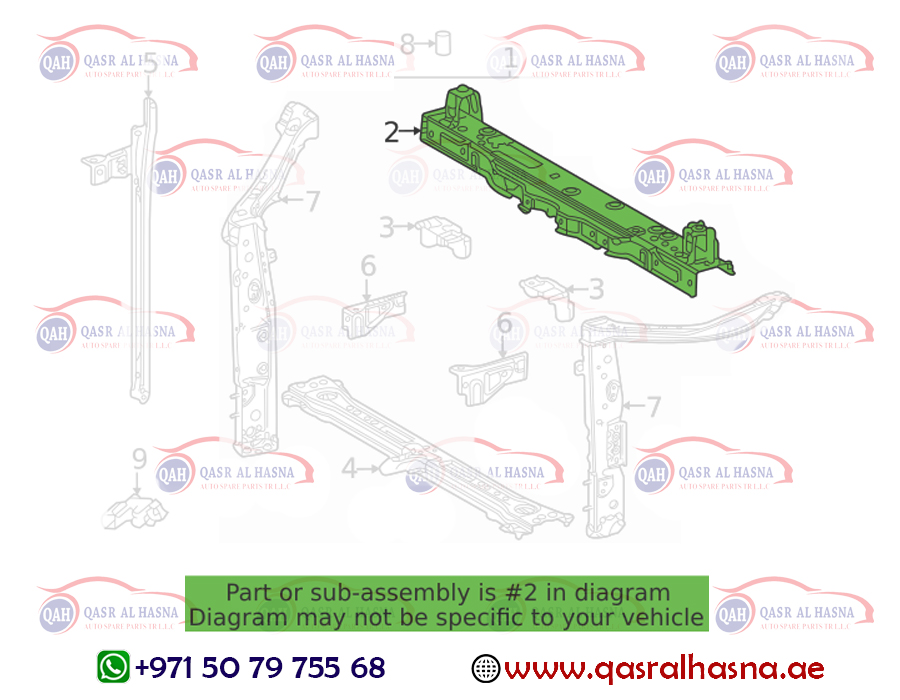 QAH QASR AL HASNA
AUTO SPARE PARTS TR L.L.C
8
1
5
2
7
3
6
3
6
7
4
9
Part or sub-assembly is #2 in diagram
Diagram may not be specific to your vehicle
+971 50 79 755 68
www.qasralhasna.ae